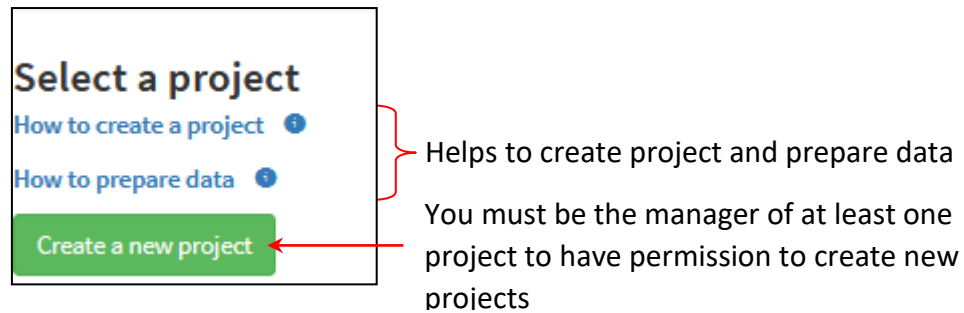 Select a project
How to create a project
How to prepare data
Create a new project
Helps to create project and prepare data
You must be the manager of at least one
project to have permission to create new
projects